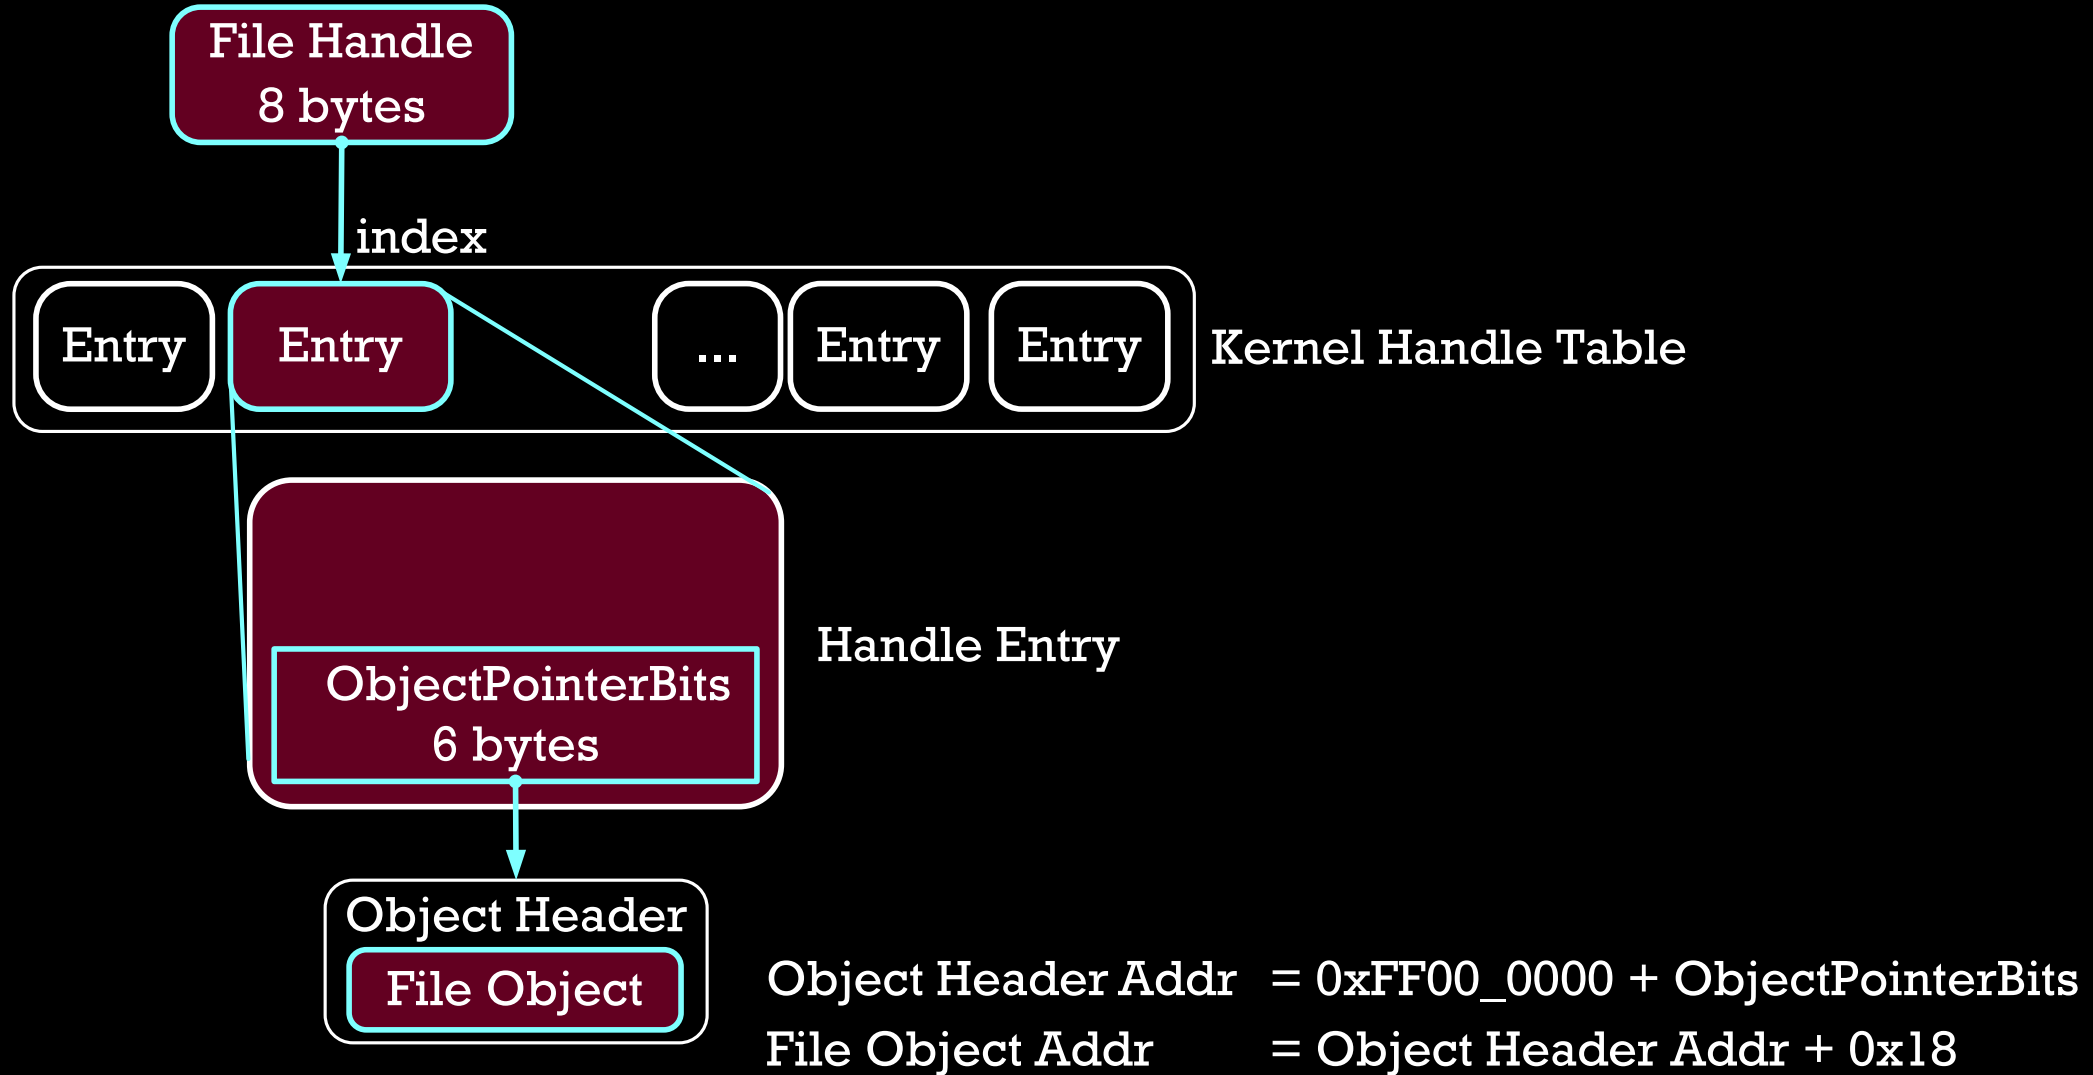 File Handle
8 bytes
index
Entry
Entry
...
Entry
Entry
Kernel Handle Table
ObjectPointerBits
6 bytes
Handle Entry
Object Header
File Object
Object Header Addr = 0xFF00_0000 + ObjectPointerBits
File Object Addr = Object Header Addr + 0x18